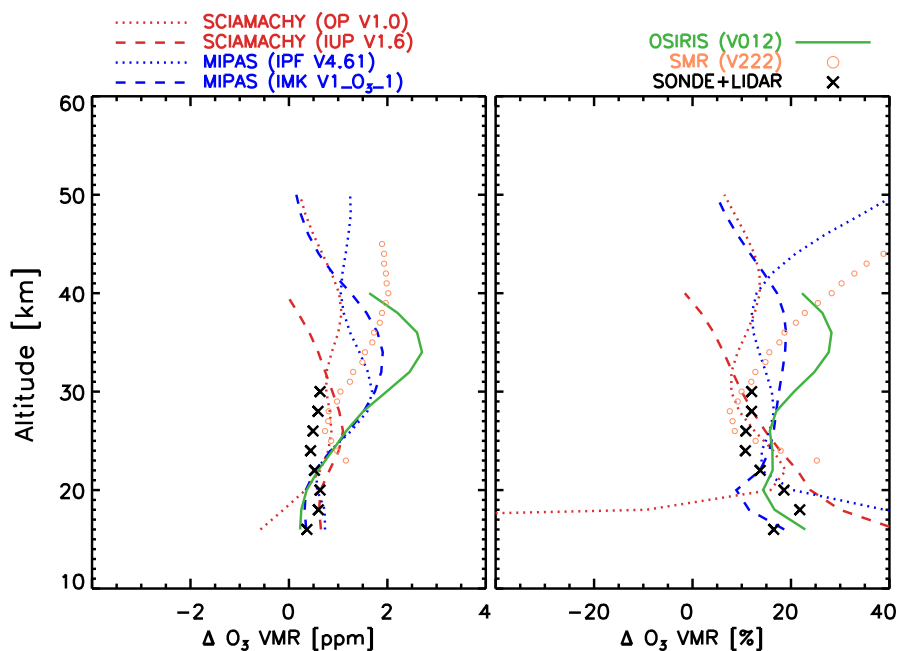 SCIAMACHY (OP V1.0)
SCIAMACHY (IUP V1.6)
MIPAS (IPF V4.61)
MIPAS (IMK V1_O₃_1)
OSIRIS (V012)
SMR (V222)
SONDE+LIDAR
Altitude [km]
60
50
40
30
20
10
−2 0 2 4
Δ O₃ VMR [ppm]
−20 0 20 40
Δ O₃ VMR [%]